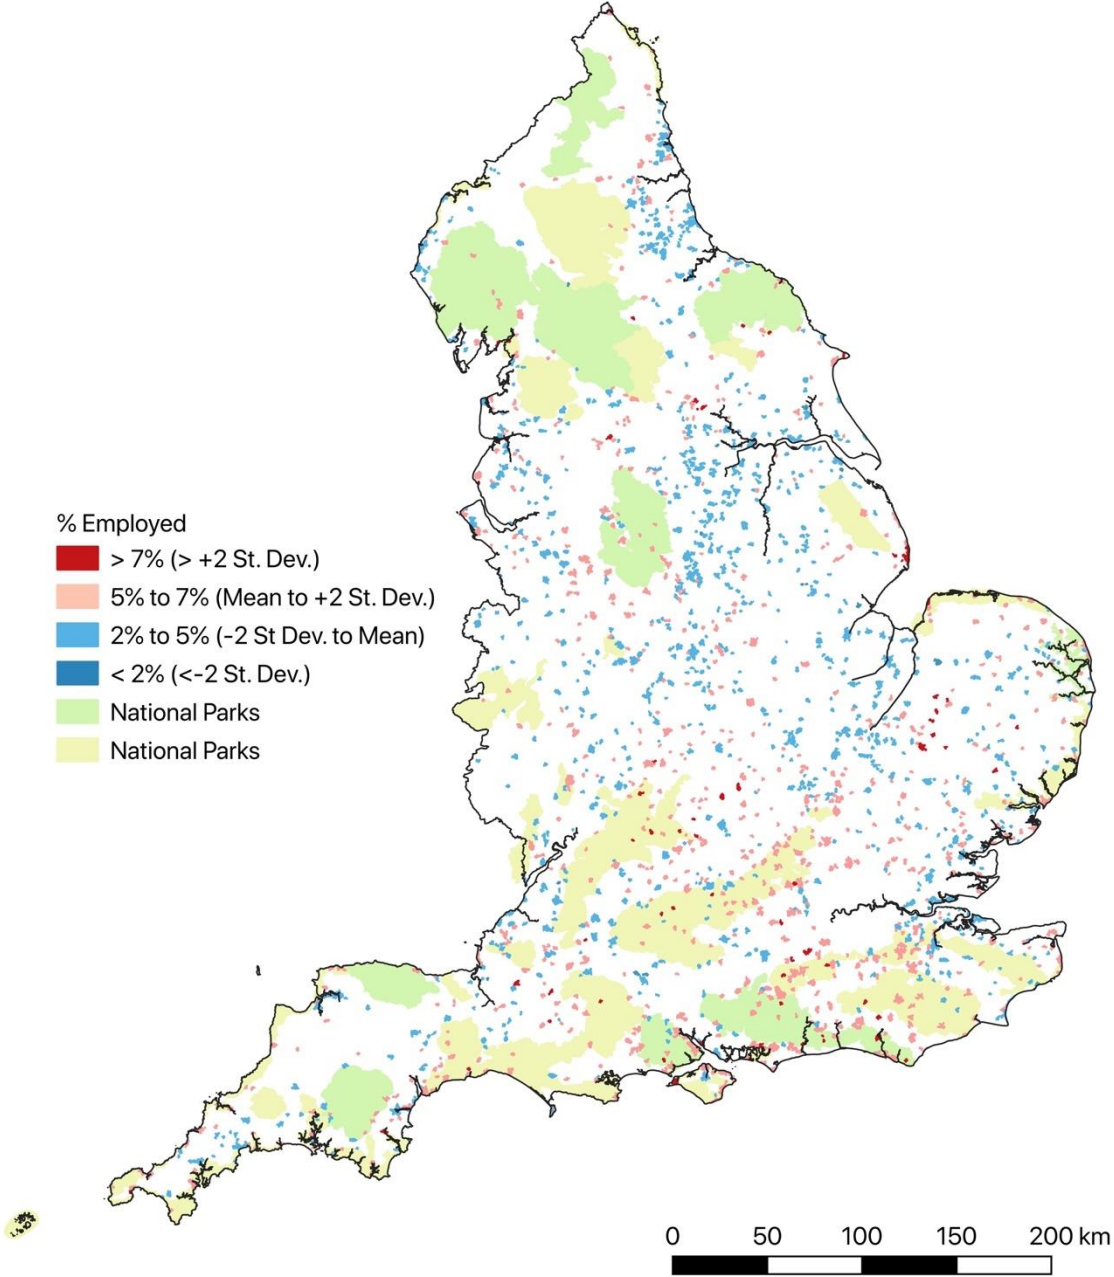 % Employed
> 7% (> +2 St. Dev.)
5% to 7% (Mean to +2 St. Dev.)
2% to 5% (-2 St Dev. to Mean)
< 2% (<-2 St. Dev.)
National Parks
National Parks
0 50 100 150 200 km